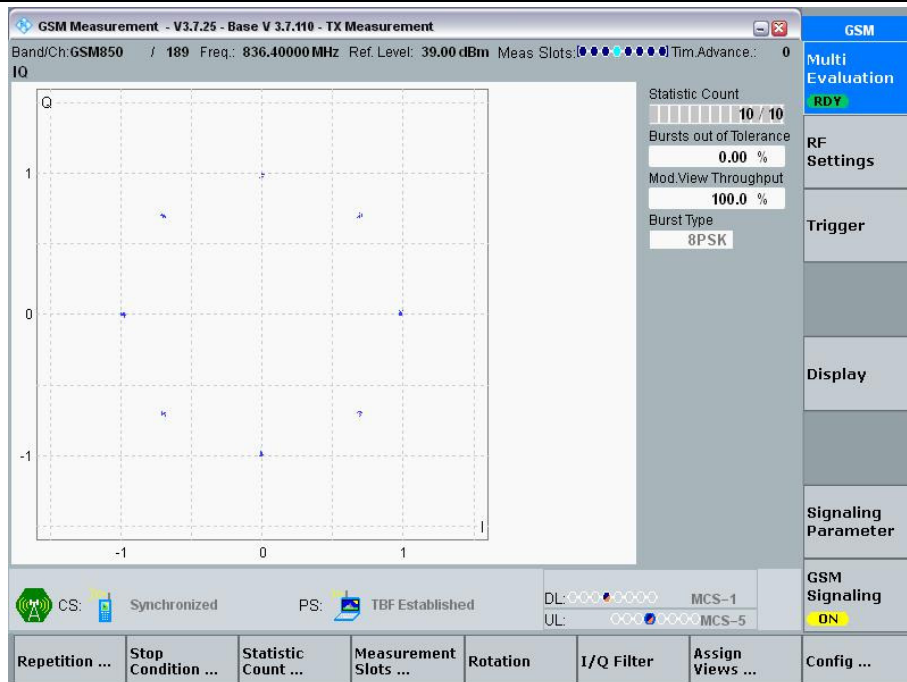 GSM Measurement - V3.7.25 - Base V 3.7.110 - TX Measurement
GSM
Band/Ch:GSM850 / 189 Freq.: 836.40000 MHz Ref. Level: 39.00 dBm Meas Slots: Tim.Advance.: 0
IQ
Multi
Evaluation
RDY
Q
Statistic Count
10 / 10
Bursts out of Tolerance
0.00 %
Mod.View Throughput
100.0 %
Burst Type
8PSK
RF
Settings
Trigger
Display
Signaling
Parameter
GSM
Signaling
ON
1
0
-1
I
-1 0 1
CS: Synchronized PS: TBF Established
DL: MCS-1
UL: MCS-5
Repetition ...
Stop
Condition ...
Statistic
Count ...
Measurement
Slots ...
Rotation
I/Q Filter
Assign
Views ...
Config ...